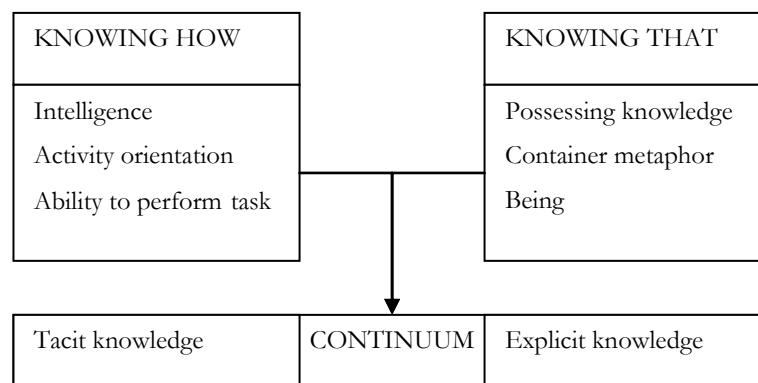 KNOWING HOW
Intelligence
Activity orientation
Ability to perform task
KNOWING THAT
Possessing knowledge
Container metaphor
Being
Tacit knowledge
CONTINUUM
Explicit knowledge